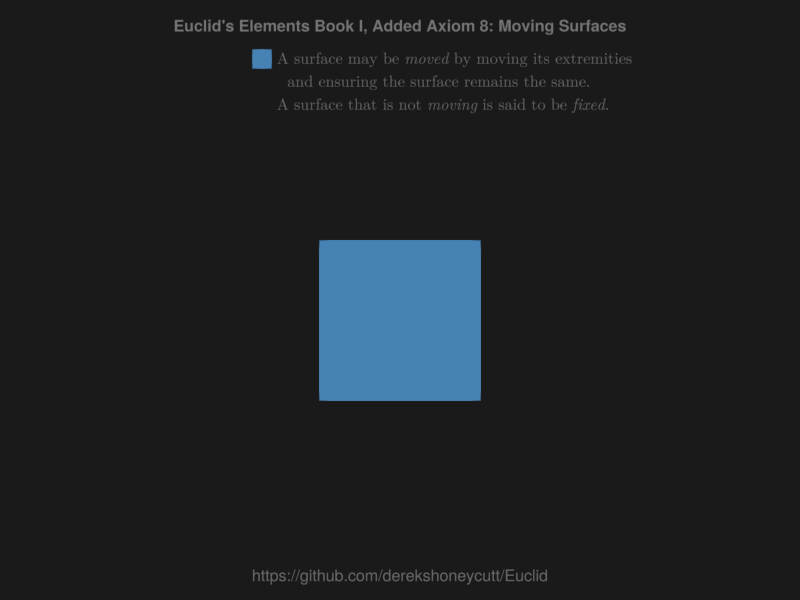 Euclid's Elements Book I, Added Axiom 8: Moving Surfaces
A surface may be moved by moving its extremities
and ensuring the surface remains the same.
A surface that is not moving is said to be fixed.
https://github.com/derekshoneycutt/Euclid